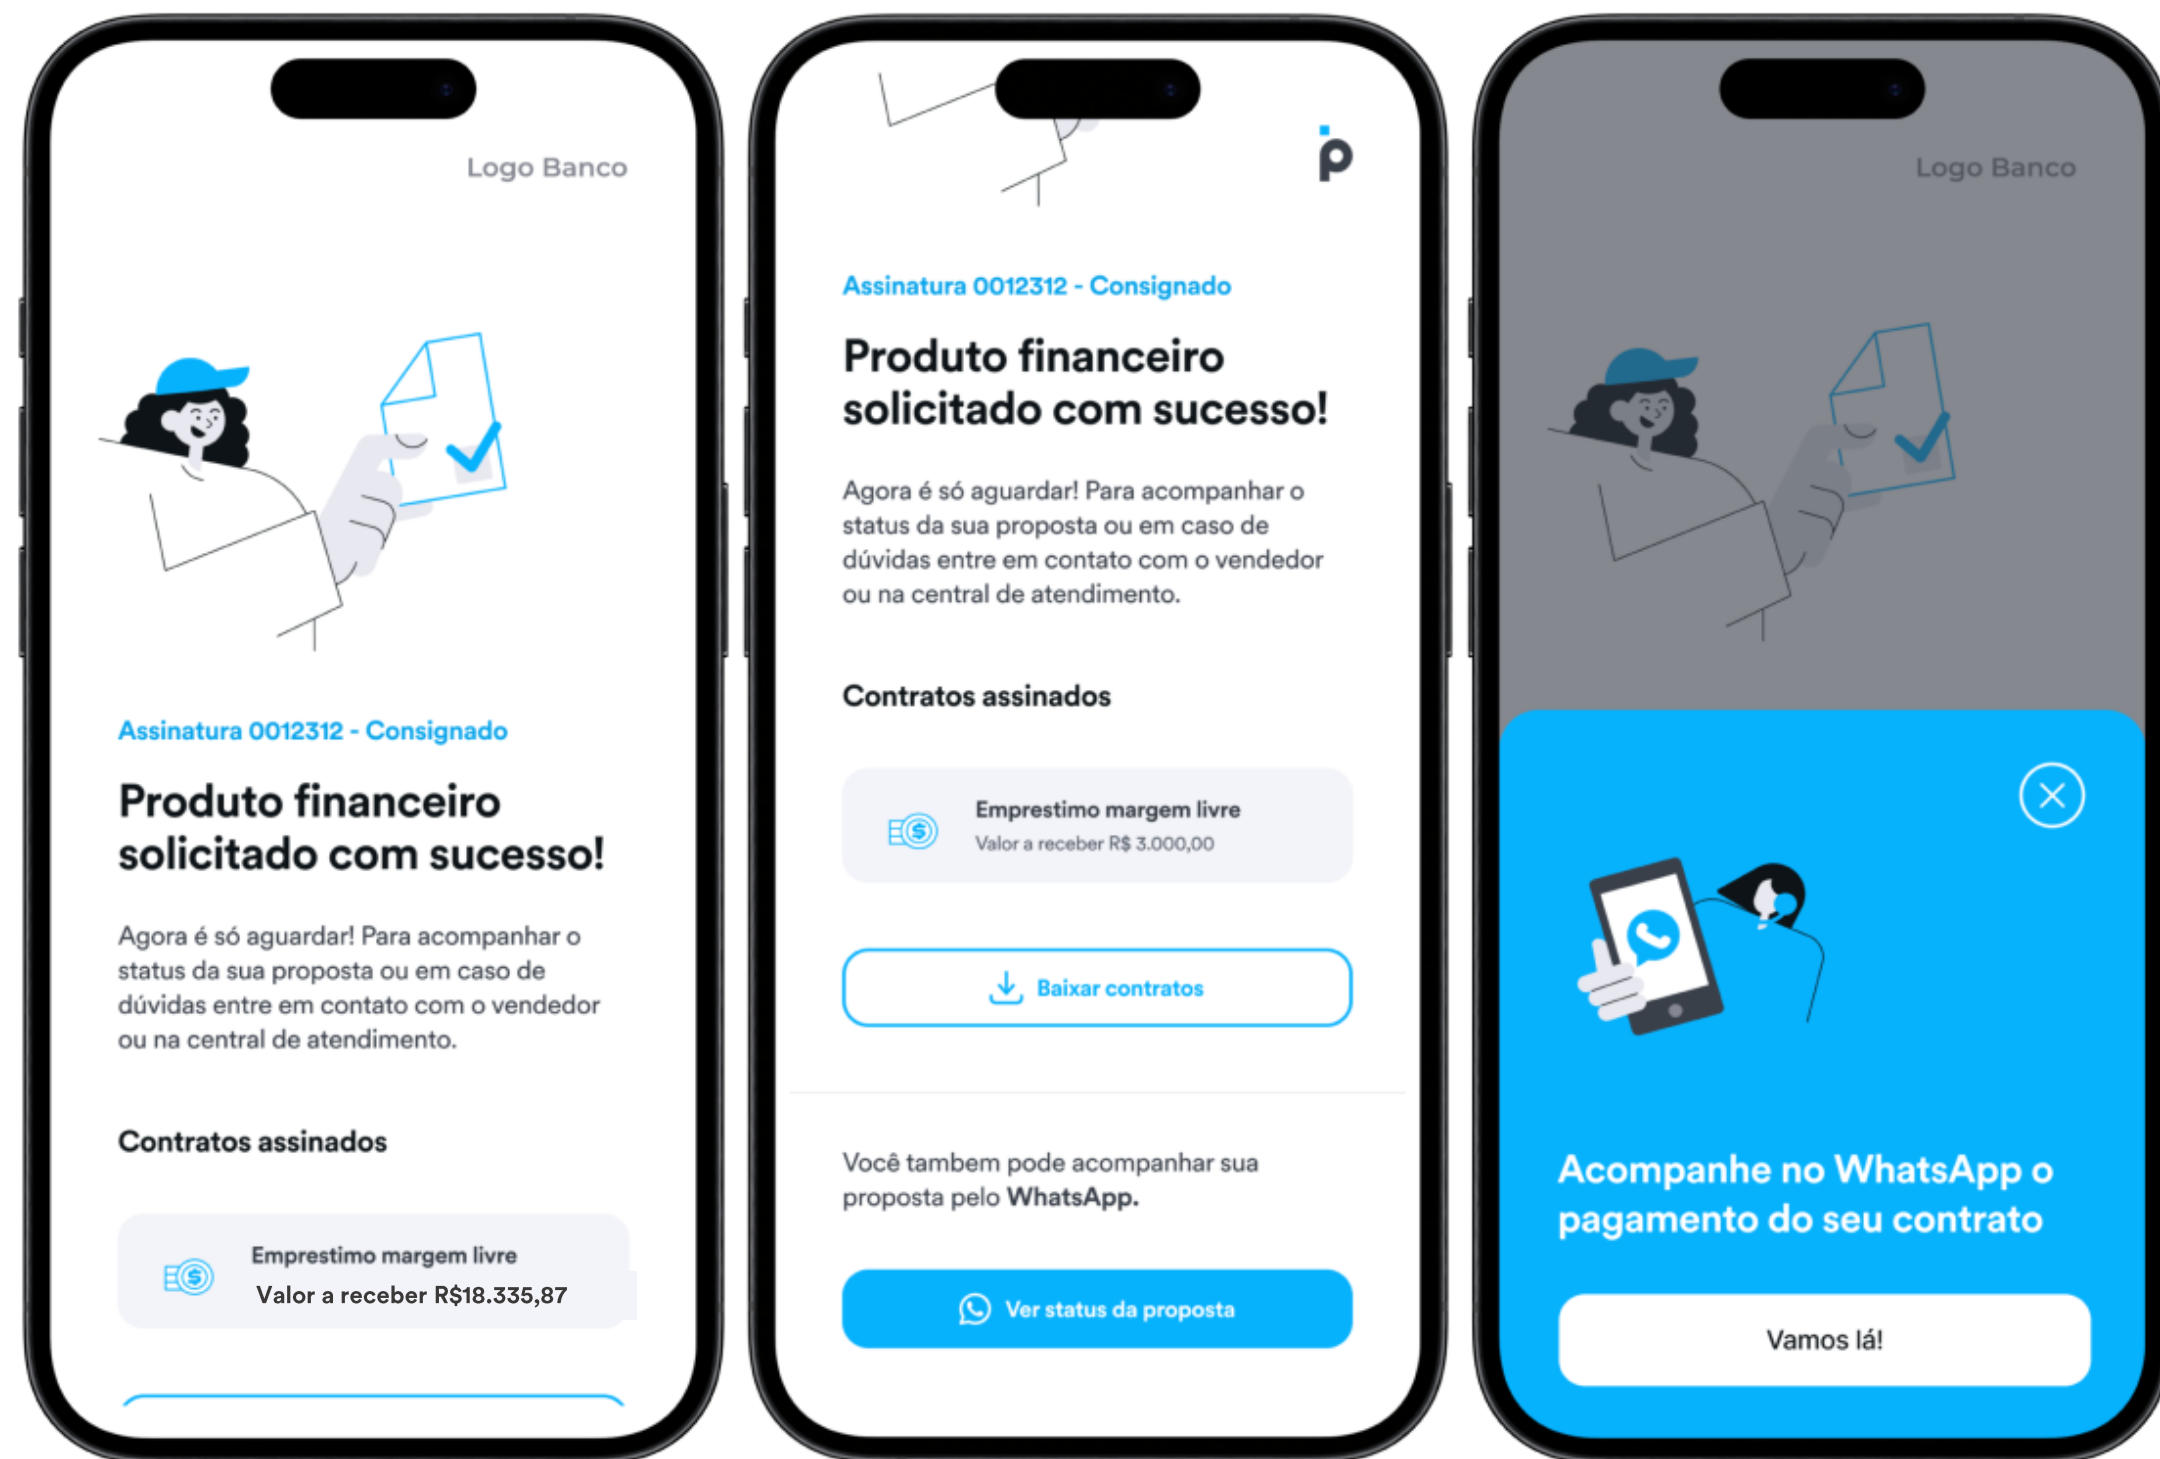 Logo Banco
Assinatura 0012312 - Consignado
Produto financeiro
solicitado com sucesso!
Agora é só aguardar! Para acompanhar o
status da sua proposta ou em caso de
dúvidas entre em contato com o vendedor
ou na central de atendimento.
Contratos assinados
Emprestimo margem livre
Valor a receber R$18.335,87
p
Assinatura 0012312 - Consignado
Produto financeiro
solicitado com sucesso!
Agora é só aguardar! Para acompanhar o
status da sua proposta ou em caso de
dúvidas entre em contato com o vendedor
ou na central de atendimento.
Contratos assinados
Emprestimo margem livre
Valor a receber R$ 3.000,00
Baixar contratos
Você tambem pode acompanhar sua
proposta pelo WhatsApp.
Ver status da proposta
Logo Banco
Acompanhe no WhatsApp o
pagamento do seu contrato
Vamos lá!